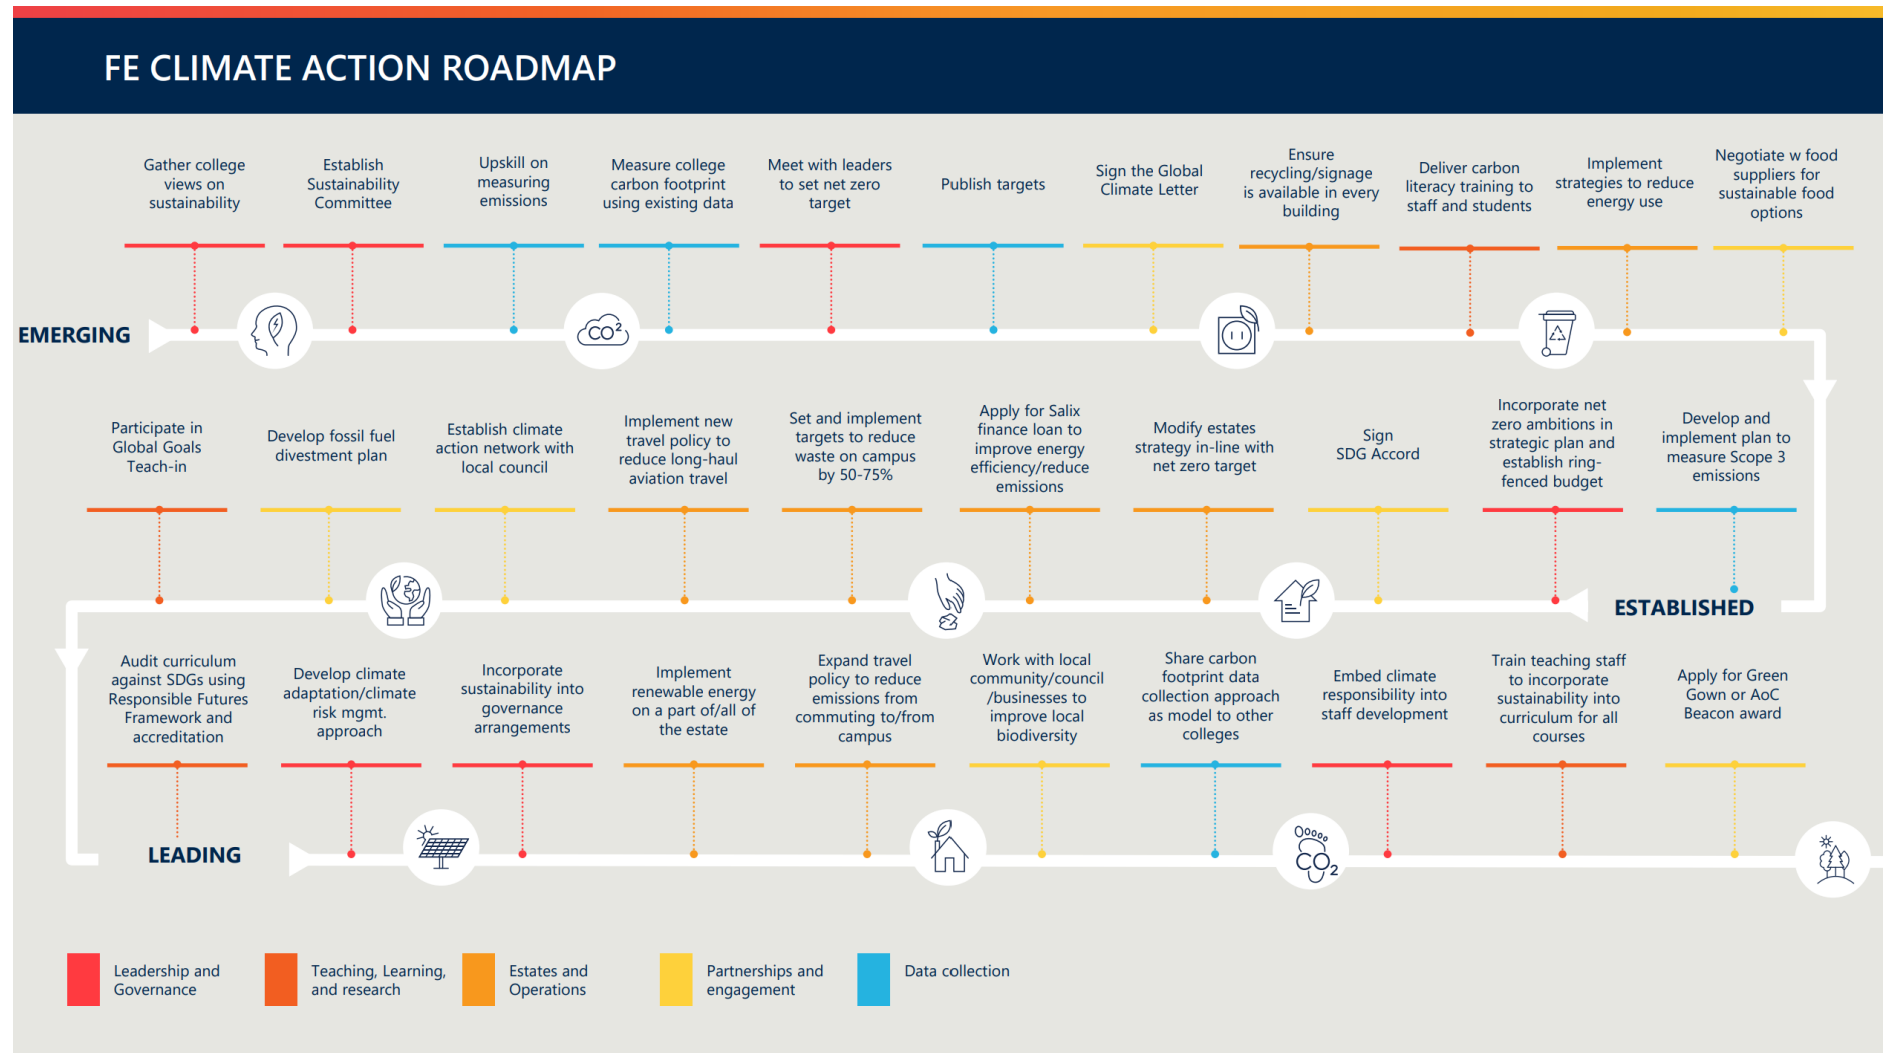 FE CLIMATE ACTION ROADMAP
Gather college
views on
sustainability
Establish
Sustainability
Committee
Upskill on
measuring
emissions
Measure college
carbon footprint
using existing data
Meet with leaders
to set net zero
target
Publish targets
Sign the Global
Climate Letter
Ensure
recycling/signage
is available in every
building
Deliver carbon
literacy training to
staff and students
Implement
strategies to reduce
energy use
Negotiate w food
suppliers for
sustainable food
options
EMERGING
CO²
Participate in
Global Goals
Teach-in
Develop fossil fuel
divestment plan
Establish climate
action network with
local council
Implement new
travel policy to
reduce long-haul
aviation travel
Set and implement
targets to reduce
waste on campus
by 50-75%
Apply for Salix
finance loan to
improve energy
efficiency/reduce
emissions
Modify estates
strategy in-line with
net zero target
Sign
SDG Accord
Incorporate net
zero ambitions in
strategic plan and
establish ring-
fenced budget
Develop and
implement plan to
measure Scope 3
emissions
ESTABLISHED
Audit curriculum
against SDGs using
Responsible Futures
Framework and
accreditation
Develop climate
adaptation/climate
risk mgmt.
approach
Incorporate
sustainability into
governance
arrangements
Implement
renewable energy
on a part of/all of
the estate
Expand travel
policy to reduce
emissions from
commuting to/from
campus
Work with local
community/council
/businesses to
improve local
biodiversity
Share carbon
footprint data
collection approach
as model to other
colleges
Embed climate
responsibility into
staff development
Train teaching staff
to incorporate
sustainability into
curriculum for all
courses
Apply for Green
Gown or AoC
Beacon award
LEADING
CO₂
Leadership and
Governance
Teaching, Learning,
and research
Estates and
Operations
Partnerships and
engagement
Data collection